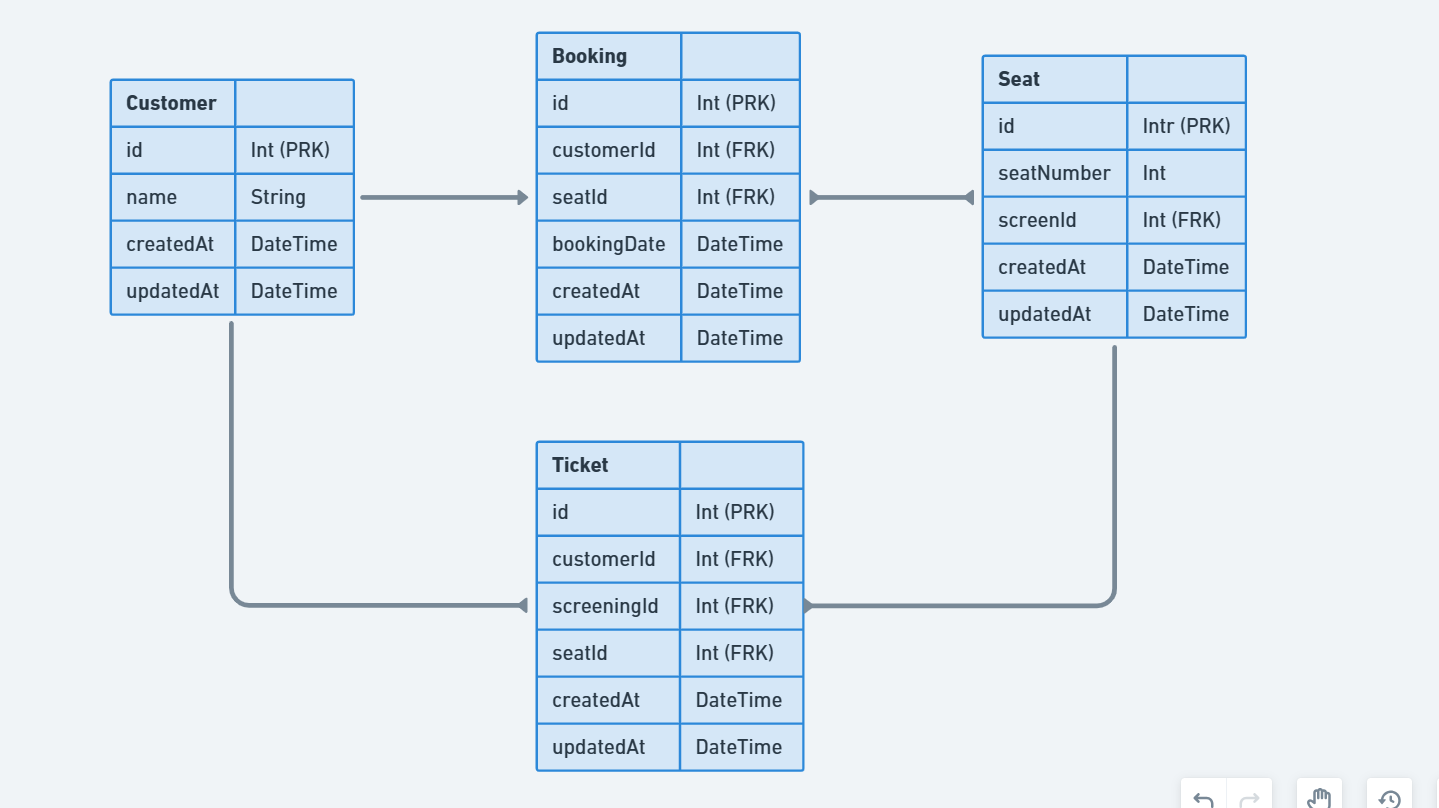 Customer
id Int (PRK)
name String
createdAt DateTime
updatedAt DateTime
Booking
id Int (PRK)
customerId Int (FRK)
seatId Int (FRK)
bookingDate DateTime
createdAt DateTime
updatedAt DateTime
Seat
id Intr (PRK)
seatNumber Int
screenId Int (FRK)
createdAt DateTime
updatedAt DateTime
Ticket
id Int (PRK)
customerId Int (FRK)
screeningId Int (FRK)
seatId Int (FRK)
createdAt DateTime
updatedAt DateTime